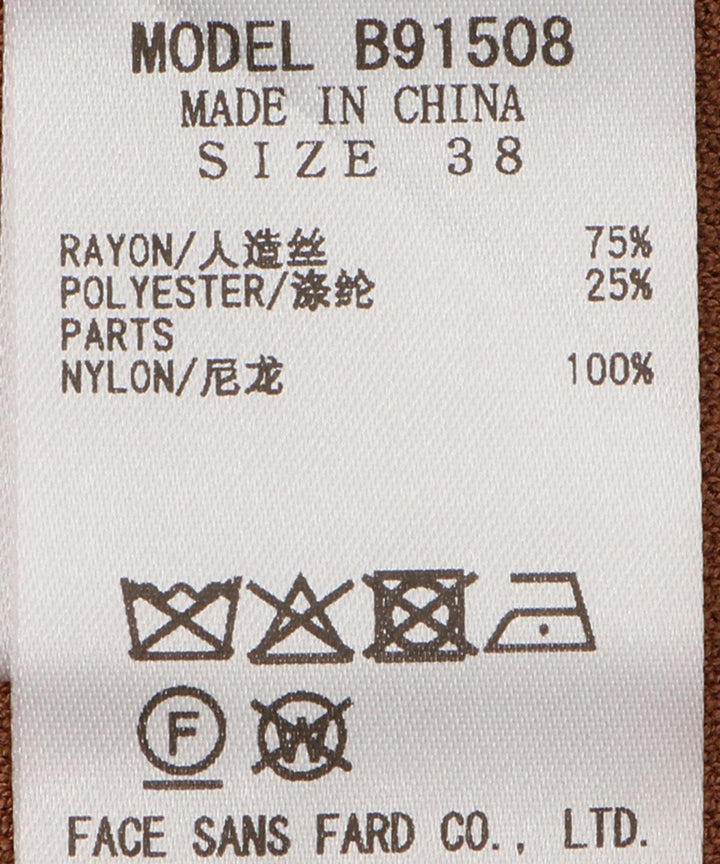 MODEL B91508
MADE IN CHINA
SIZE 38
RAYON/人造丝 75%
POLYESTER/涤纶 25%
PARTS
NYLON/尼龙 100%
F W
FACE SANS FARD CO., LTD.